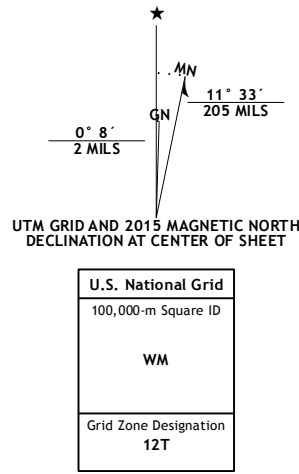 ★
MN
GN
11° 33´
205 MILS
0° 8´
2 MILS
UTM GRID AND 2015 MAGNETIC NORTH
DECLINATION AT CENTER OF SHEET
U.S. National Grid
100,000-m Square ID
WM
Grid Zone Designation
12T